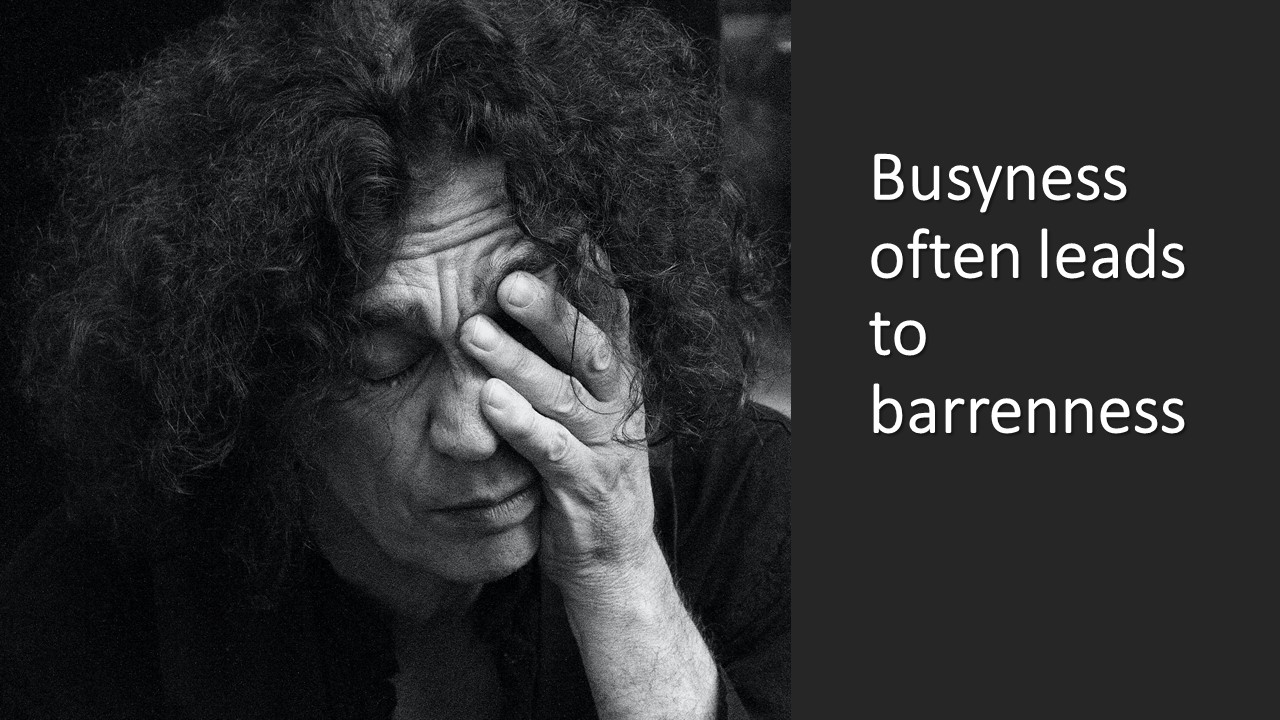 Busyness
often leads
to
barrenness